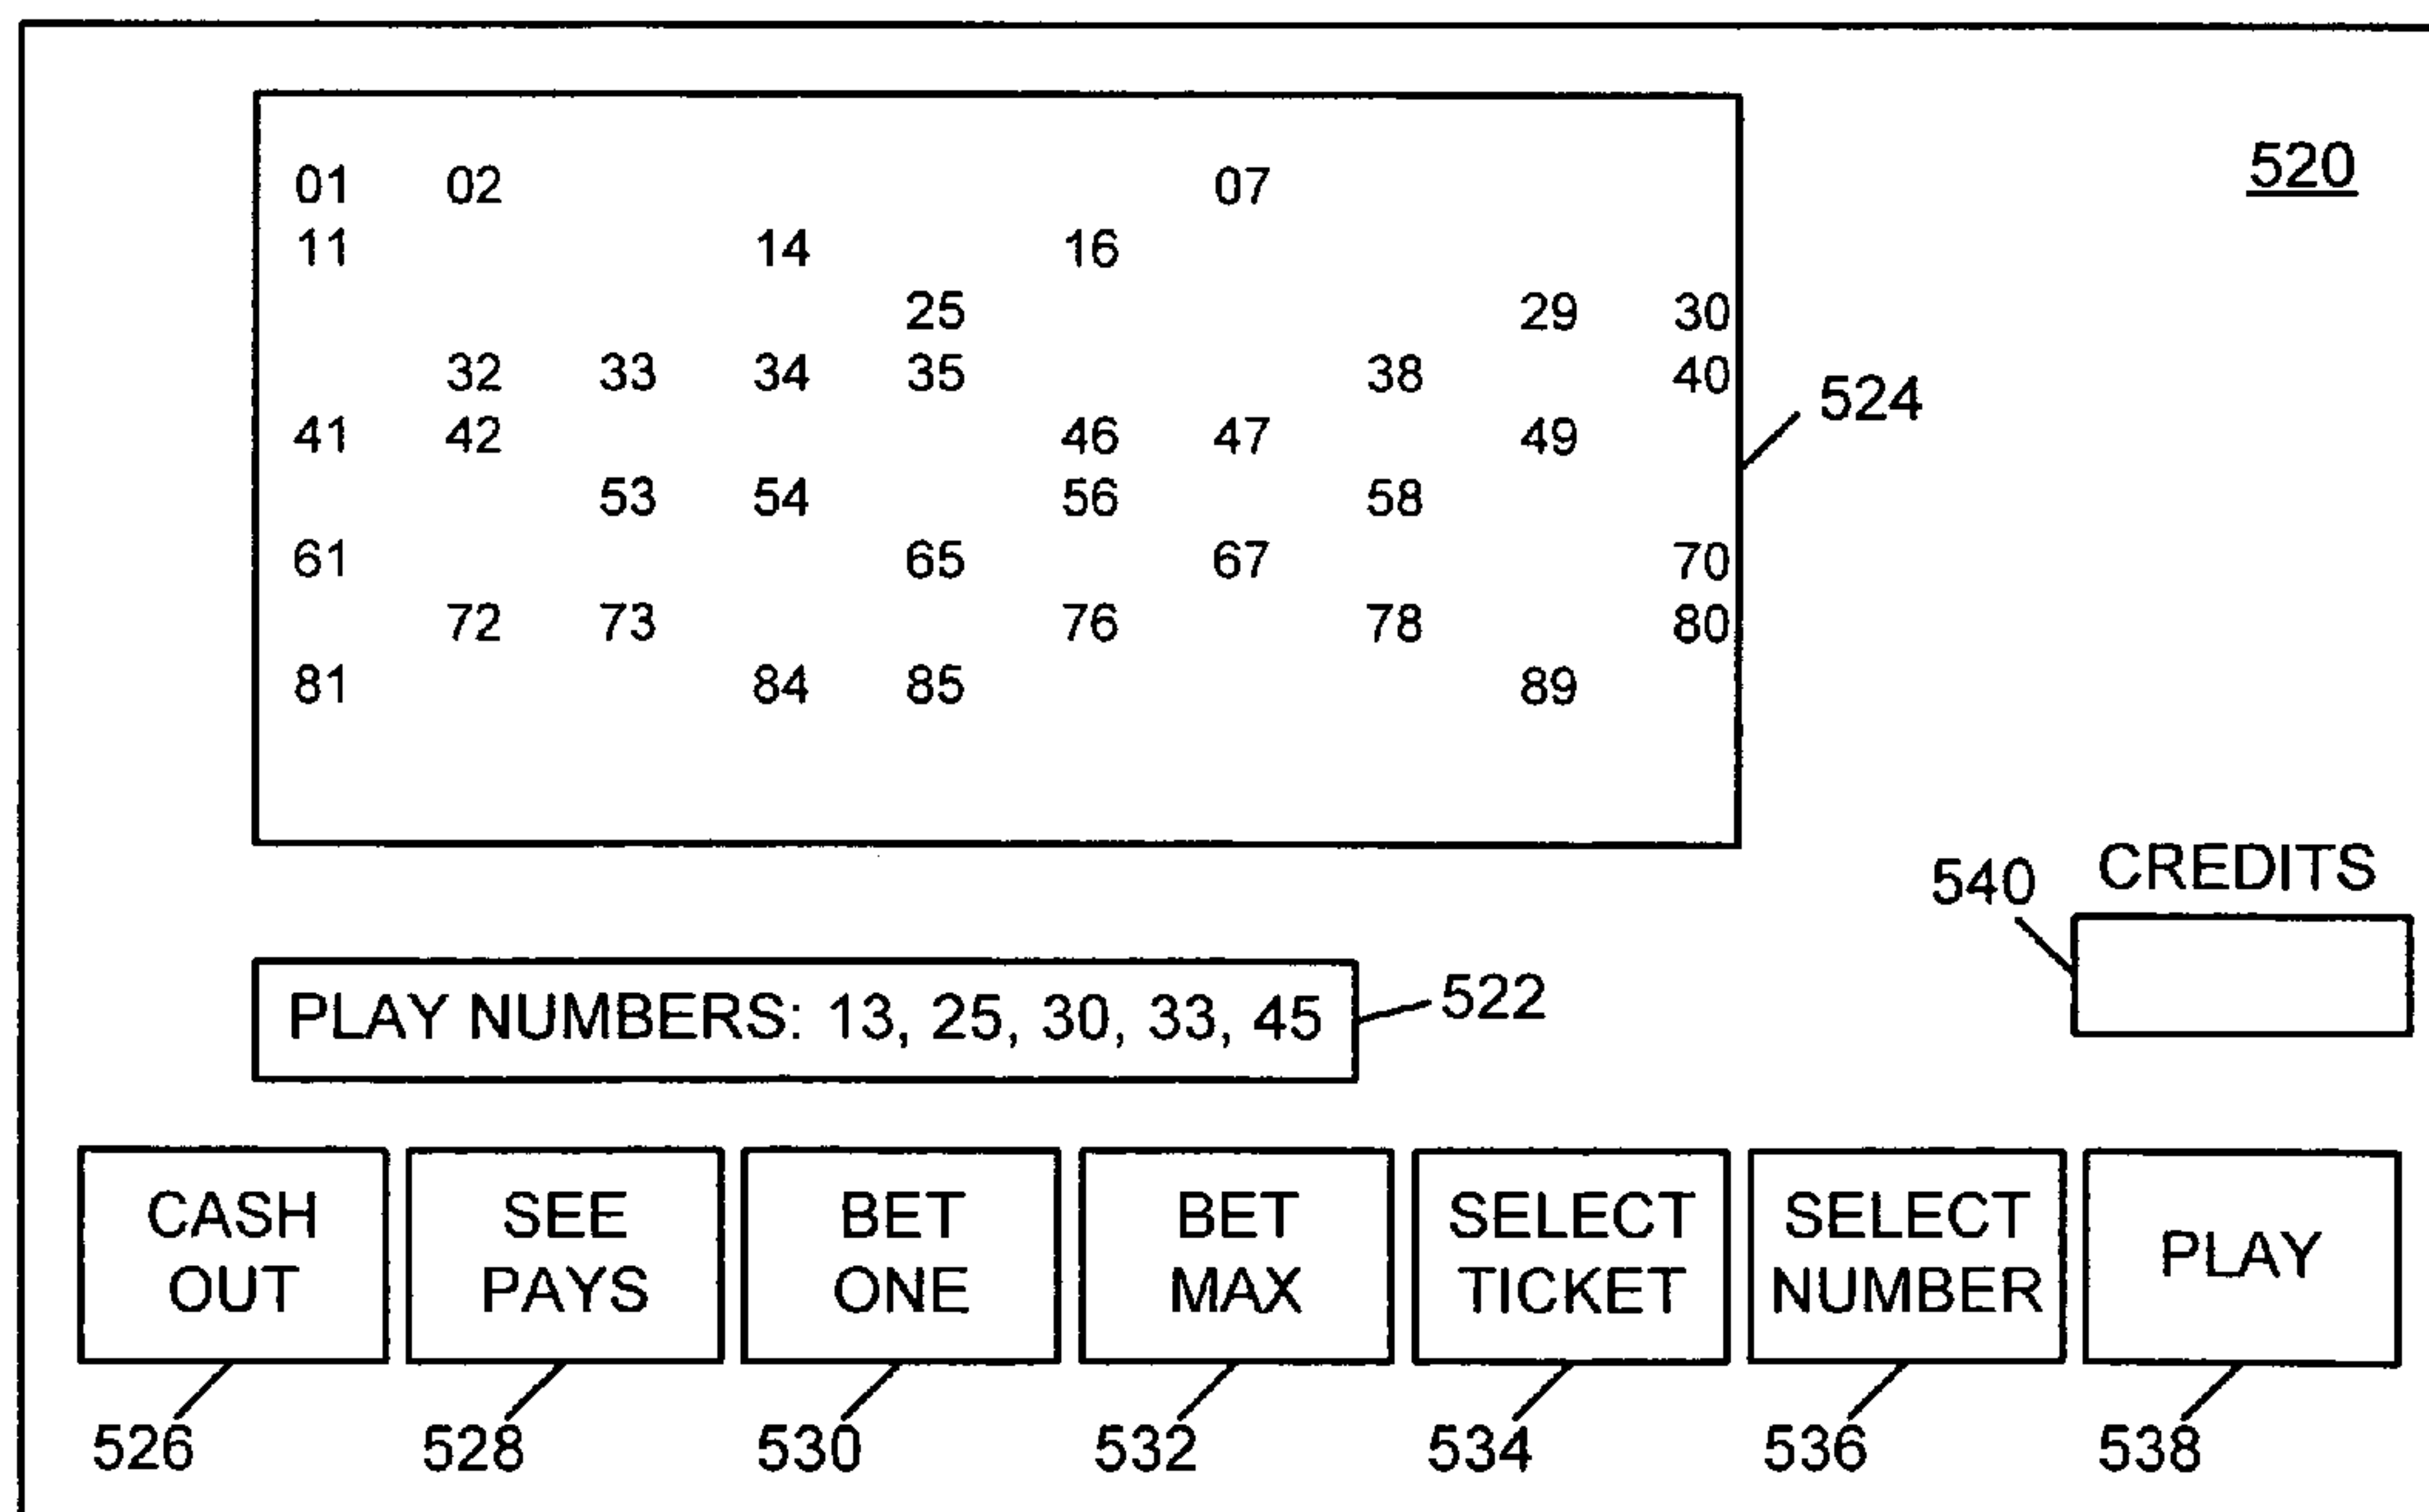 520
01 02 07
11 14 16
25 29 30
32 33 34 35 38 40
41 42 46 47 49
53 54 56 58
61 65 67 70
72 73 76 78 80
81 84 85 89
524
540 CREDITS
PLAY NUMBERS: 13, 25, 30, 33, 45
522
CASH
OUT
SEE
PAYS
BET
ONE
BET
MAX
SELECT
TICKET
SELECT
NUMBER
PLAY
526 528 530 532 534 536 538